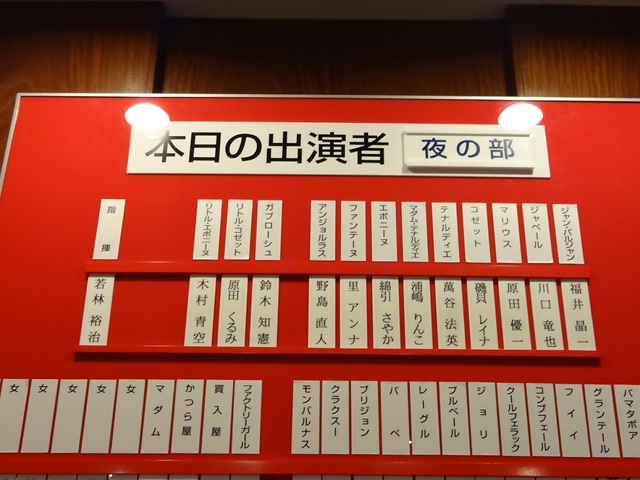 本日の出演者
夜の部
ジャン・バルジャン
ジャベール
マリウス
コゼット
テナルディエ
マダム・テナルディエ
エポニーヌ
ファンテーヌ
アンジョルラス
ガブローシュ
リトル・コゼット
リトル・エポニーヌ
指揮
福井 晶一
川口 竜也
原田 優一
磯貝 レイナ
萬谷 法英
浦嶋 りんこ
綿引 さやか
里 アンナ
野島 直人
鈴木 知憲
原田 くるみ
木村 青空
若林 裕治
バマタボア
グランテール
フイイ
コンブフェール
クールフェラック
ジョリ
プルベール
レーグル
バベ
ブリジョン
クラクスー
モンパルナス
ファクトリーガール
買入屋
かつら屋
マダム
女
女
女
女
女